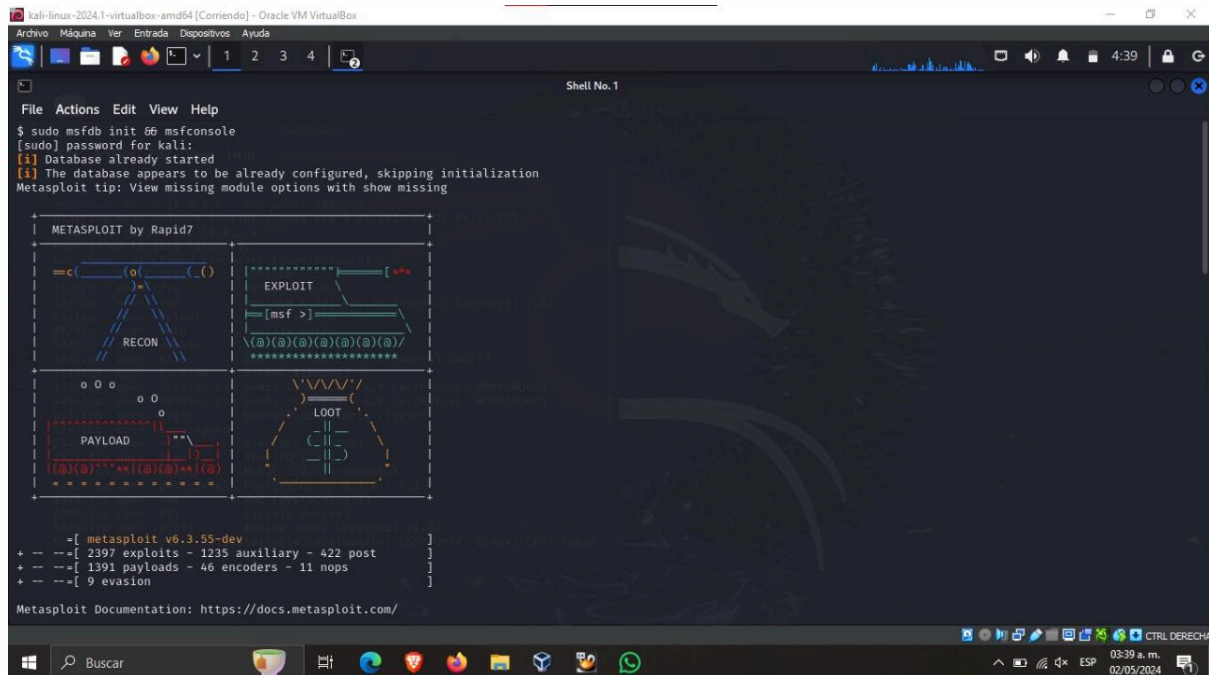 kali-linux-2024.1-virtualbox-amd64 [Corriendo] - Oracle VM VirtualBox
Archivo Máquina Ver Entrada Dispositivos Ayuda
1 2 3 4 2 4:39
Shell No. 1
File Actions Edit View Help
$ sudo msfdb init && msfconsole
[sudo] password for kali:
[i] Database already started
[i] The database appears to be already configured, skipping initialization
Metasploit tip: View missing module options with show missing
METASPLOIT by Rapid7
EXPLOIT
[msf >]
RECON
LOOT
PAYLOAD
=[ metasploit v6.3.55-dev ]
+ -- --=[ 2397 exploits - 1235 auxiliary - 422 post ]
+ -- --=[ 1391 payloads - 46 encoders - 11 nops ]
+ -- --=[ 9 evasion ]
Metasploit Documentation: https://docs.metasploit.com/
CTRL DERECHA
Buscar
ESP
03:39 a. m.
02/05/2024
1